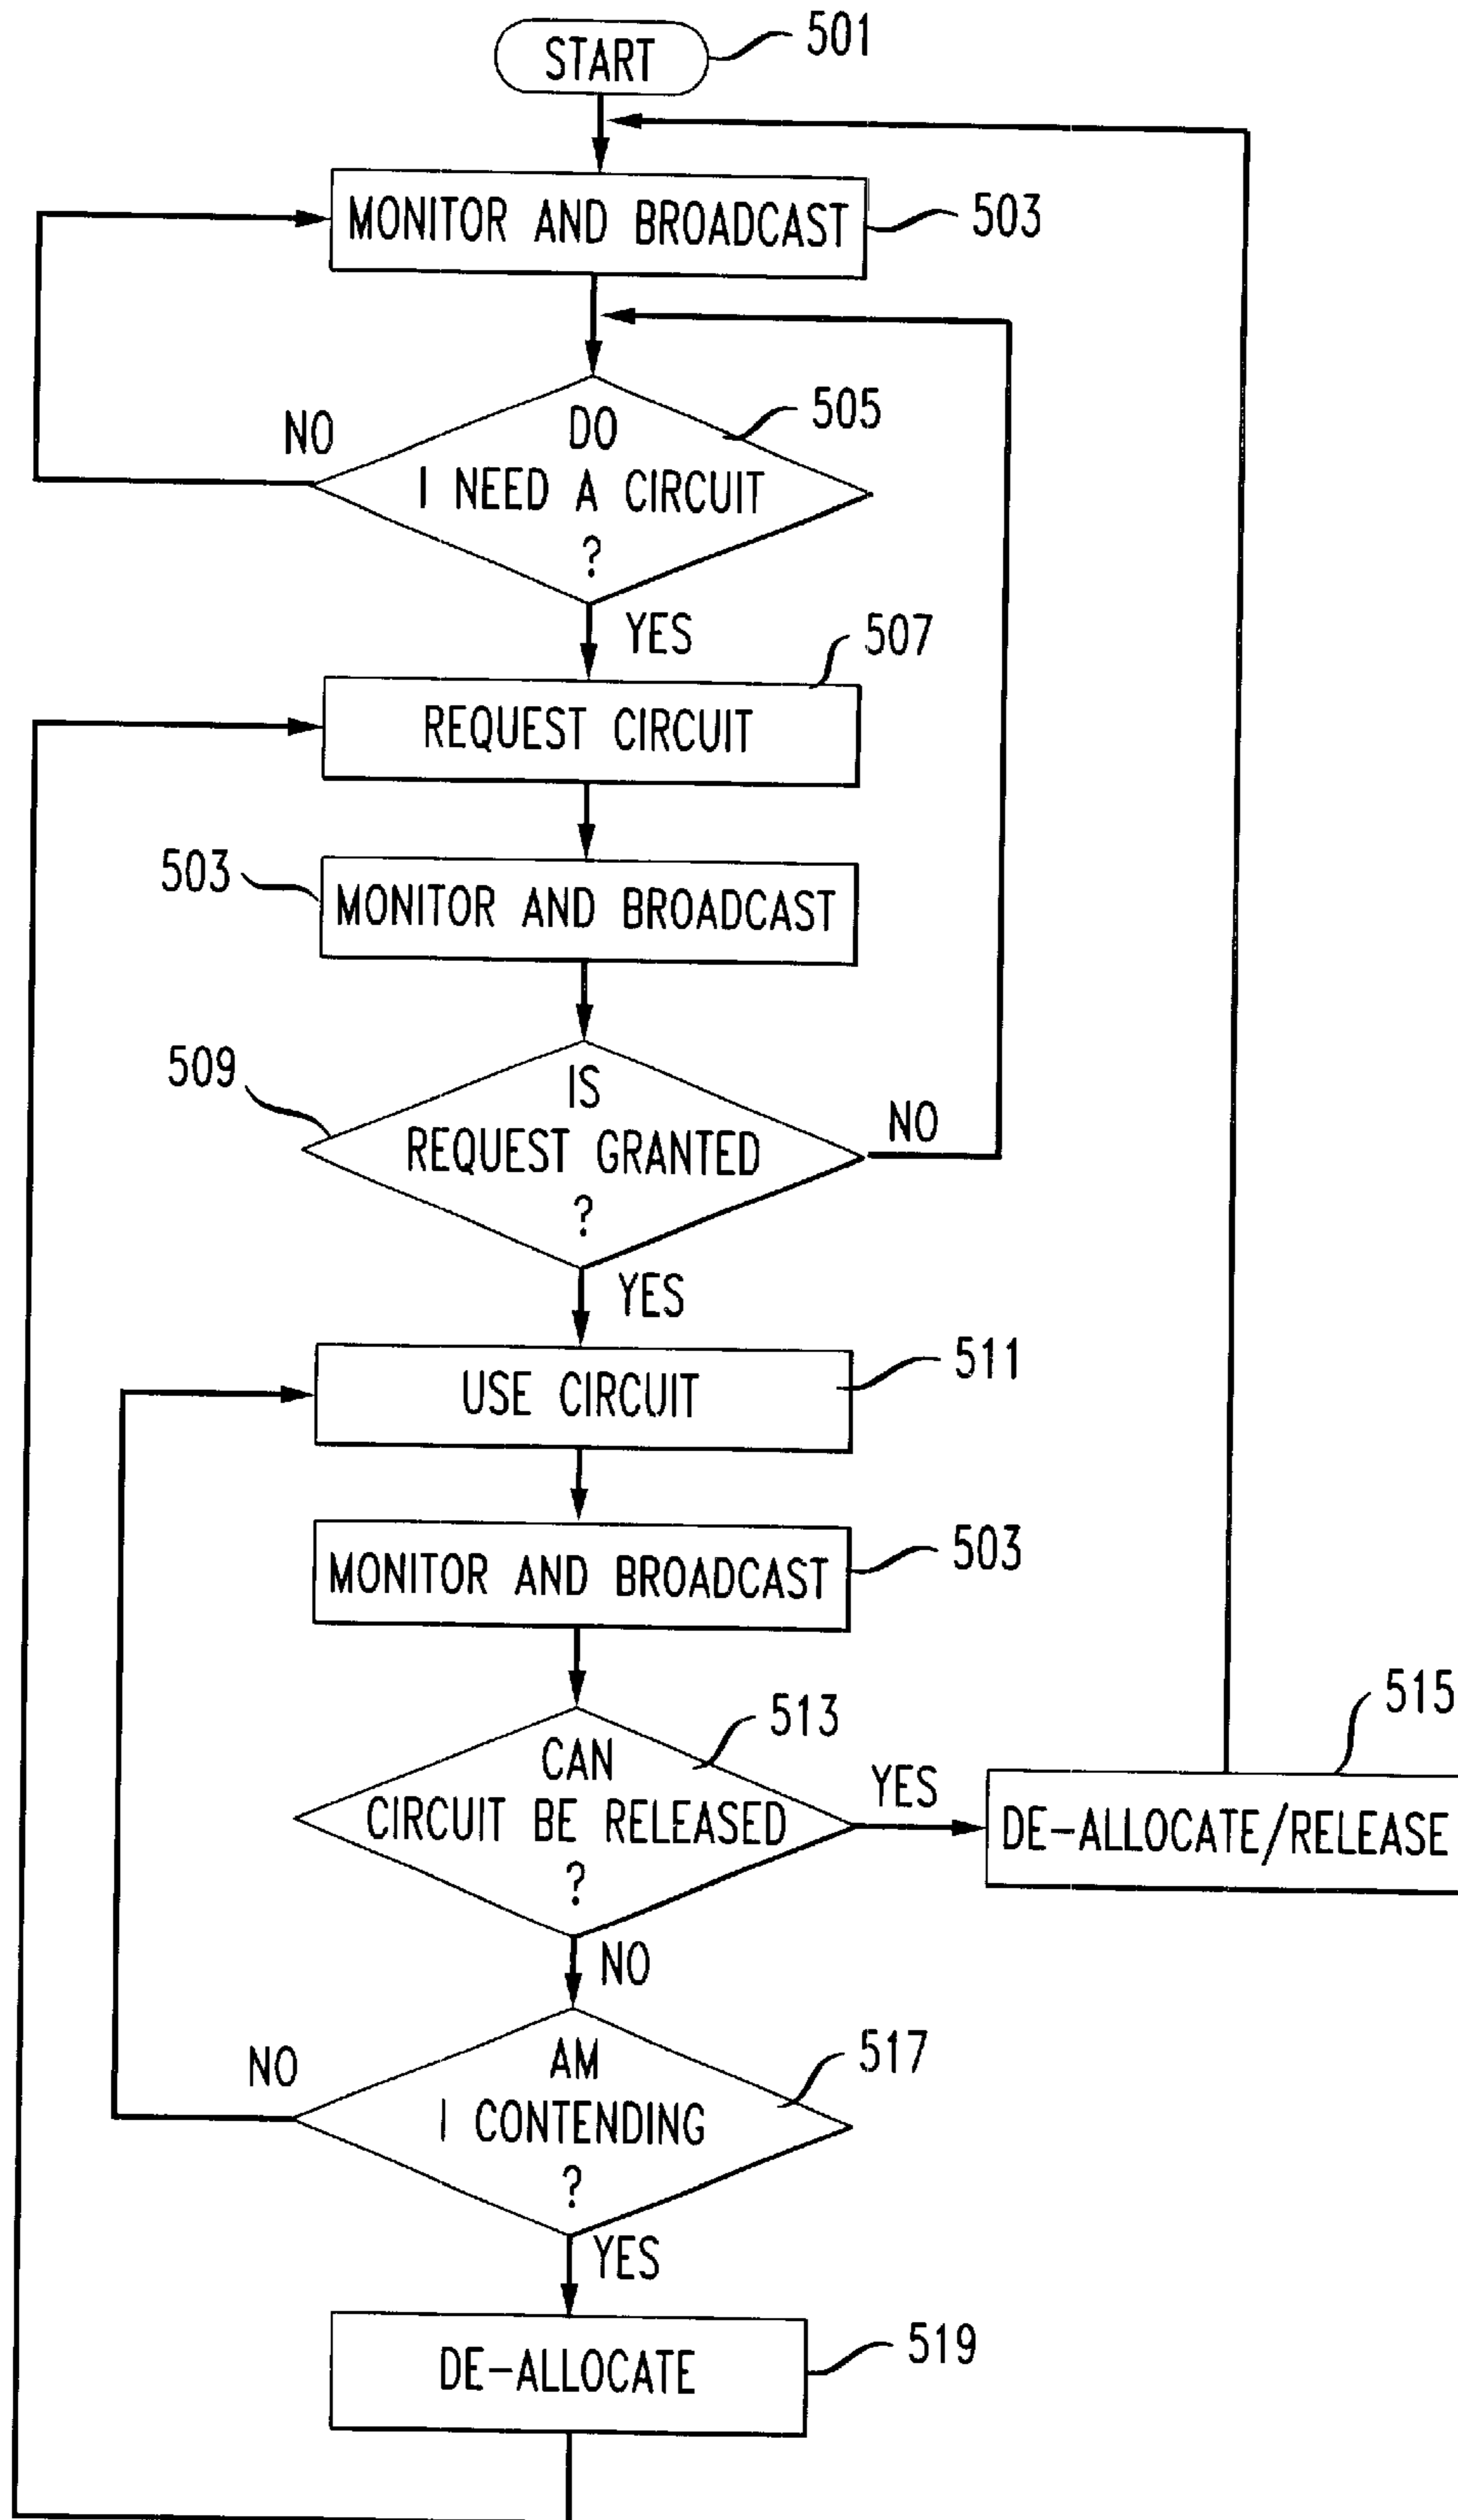 START
501
MONITOR AND BROADCAST
503
NO
DO
I NEED A CIRCUIT
?
505
YES
507
REQUEST CIRCUIT
503
MONITOR AND BROADCAST
509
IS
REQUEST GRANTED
?
NO
YES
USE CIRCUIT
511
MONITOR AND BROADCAST
503
CAN
CIRCUIT BE RELEASED
?
513
YES
515
DE-ALLOCATE/RELEASE
NO
NO
AM
I CONTENDING
?
517
YES
DE-ALLOCATE
519